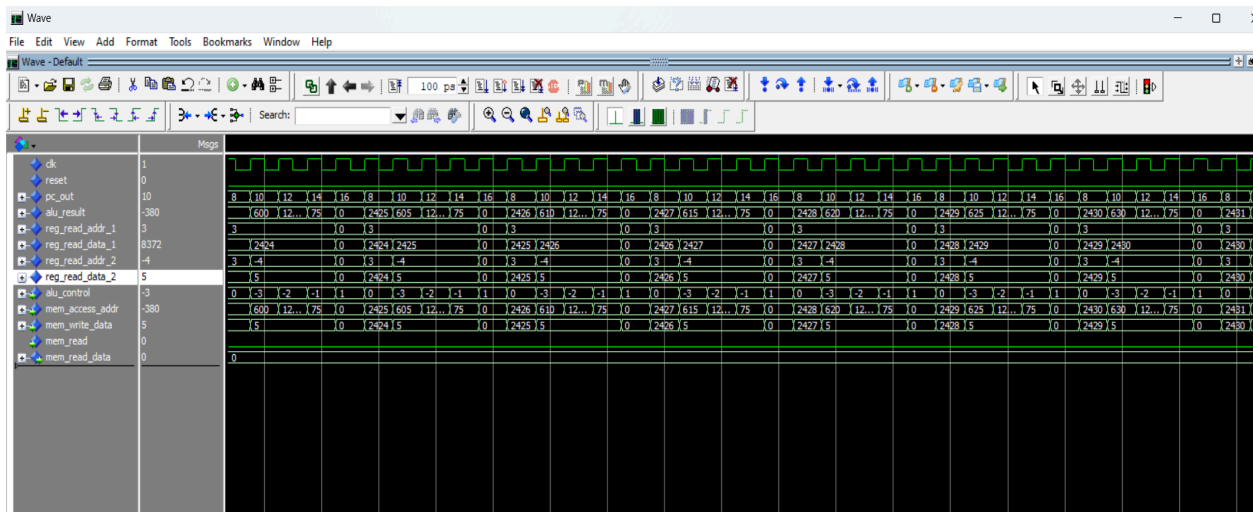 Wave
File Edit View Add Format Tools Bookmarks Window Help
Wave - Default
100 ps
Search:
Msgs
clk 1
reset 0
pc_out 10 8 10 12 14 16 8 10 12 14 16 8 10 12 14 16 8 10 12 14 16 8 10 12 14 16 8 10 12 14 16 8 10 12 14 16 8
alu_result -380 600 12... 75 0 2425 605 12... 75 0 2426 610 12... 75 0 2427 615 12... 75 0 2428 620 12... 75 0 2429 625 12... 75 0 2430 630 12... 75 0 2431
reg_read_addr_1 3 3 0 3 0 3 0 3 0 3 0 3 0 3 0 3
reg_read_data_1 8372 2424 0 2424 2425 0 2425 2426 0 2426 2427 0 2427 2428 0 2428 2429 0 2429 2430 0 2430
reg_read_addr_2 -4 3 -4 0 3 -4 0 3 -4 0 3 -4 0 3 -4 0 3 -4 0 3 -4 0 3
reg_read_data_2 5 5 0 2424 5 0 2425 5 0 2426 5 0 2427 5 0 2428 5 0 2429 5 0 2430
alu_control -3 0 -3 -2 -1 1 0 -3 -2 -1 1 0 -3 -2 -1 1 0 -3 -2 -1 1 0 -3 -2 -1 1 0 -3 -2 -1 1 0 -3 -2 -1 1 0
mem_access_addr -380 600 12... 75 0 2425 605 12... 75 0 2426 610 12... 75 0 2427 615 12... 75 0 2428 620 12... 75 0 2429 625 12... 75 0 2430 630 12... 75 0 2431
mem_write_data 5 5 0 2424 5 0 2425 5 0 2426 5 0 2427 5 0 2428 5 0 2429 5 0 2430
mem_read 0
mem_read_data 0 0